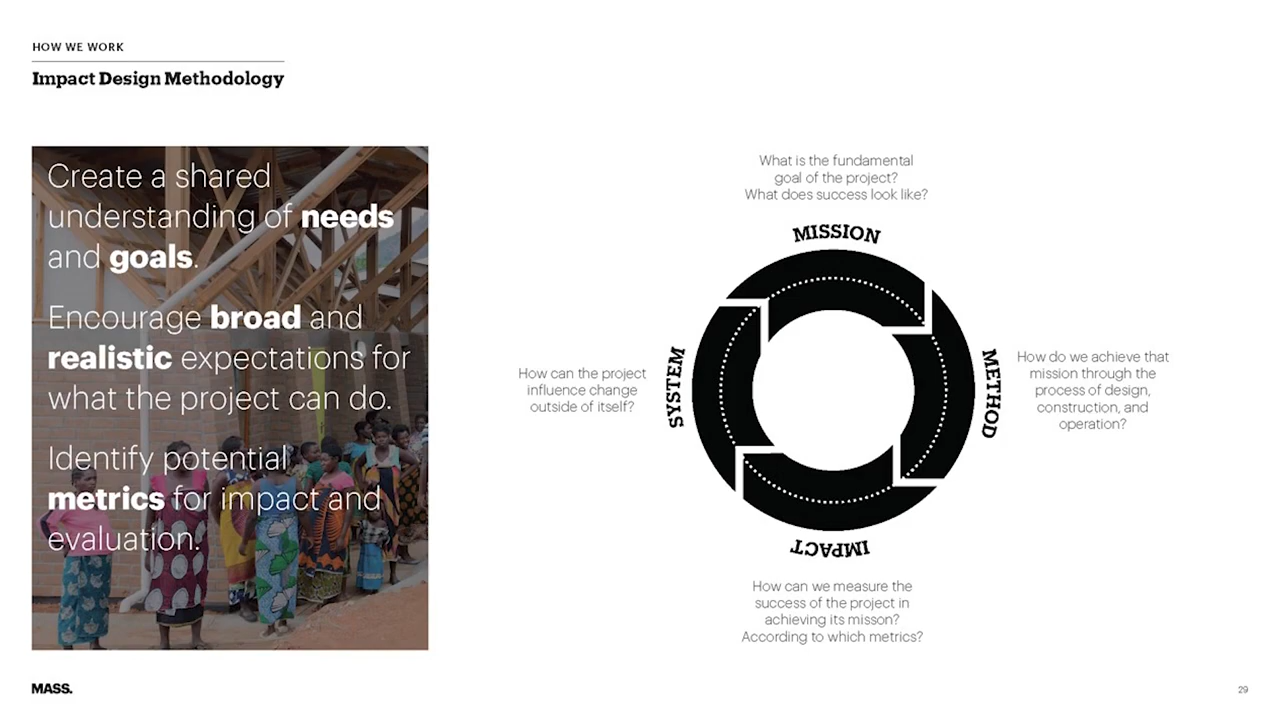 HOW WE WORK
Impact Design Methodology
Create a shared
understanding of needs
and goals.
Encourage broad and
realistic expectations for
what the project can do.
Identify potential
metrics for impact and
evaluation.
What is the fundamental
goal of the project?
What does success look like?
MISSION
How do we achieve that
mission through the
process of design,
construction, and
operation?
METHOD
IMPACT
How can we measure the
success of the project in
achieving its misson?
According to which metrics?
SYSTEM
How can the project
influence change
outside of itself?
MASS.
29